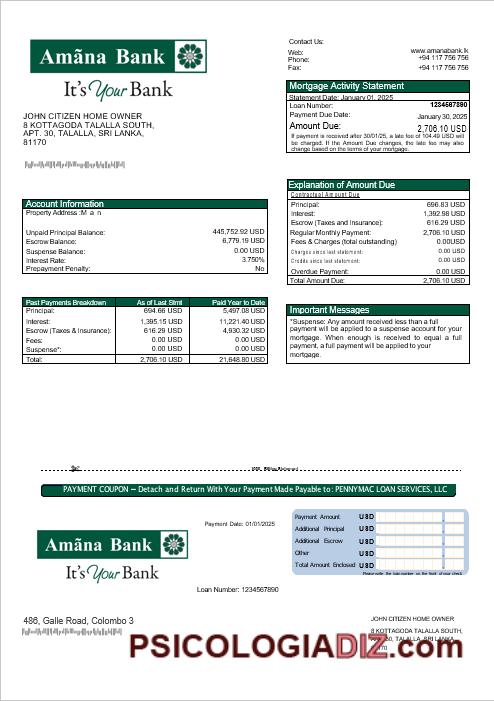 Amãna Bank
It's Your Bank
Contact Us:
Web: www.amanabank.lk
Phone: +94 117 756 756
Fax: +94 117 756 756
Mortgage Activity Statement
Statement Date: January 01, 2025
Loan Number: 1234567890
Payment Due Date: January 30, 2025
Amount Due: 2,706.10 USD
If payment is received after 30/01/25, a late fee of 104.49 USD will
be charged. If the Amount Due changes, the late fee may also
change based on the terms of your mortgage.
JOHN CITIZEN HOME OWNER
8 KOTTAGODA TALALLA SOUTH,
APT. 30, TALALLA, SRI LANKA,
81170
Account Information
Property Address :M a n
Unpaid Principal Balance: 445,752.92 USD
Escrow Balance: 6,779.19 USD
Suspense Balance: 0.00 USD
Interest Rate: 3.750%
Prepayment Penalty: No
Explanation of Amount Due
Contractual Amount Due
Principal: 696.83 USD
Interest: 1,392.98 USD
Escrow (Taxes and Insurance): 616.29 USD
Regular Monthly Payment: 2,706.10 USD
Fees & Charges (total outstanding) 0.00USD
Charges since last statement: 0.00 USD
Credits since last statement: 0.00 USD
Overdue Payment: 0.00 USD
Total Amount Due: 2,706.10 USD
Past Payments Breakdown As of Last Stmt Paid Year to Date
Principal: 694.66 USD 5,497.08 USD
Interest: 1,395.15 USD 11,221.40 USD
Escrow (Taxes & Insurance): 616.29 USD 4,930.32 USD
Fees: 0.00 USD 0.00 USD
Suspense*: 0.00 USD 0.00 USD
Total: 2,706.10 USD 21,648.80 USD
Important Messages
*Suspense: Any amount received less than a full
payment will be applied to a suspense account for your
mortgage. When enough is received to equal a full
payment, a full payment will be applied to your
mortgage.
PAYMENT COUPON – Detach and Return With Your Payment Made Payable to: PENNYMAC LOAN SERVICES, LLC
Amãna Bank
It's Your Bank
Payment Date: 01/01/2025
Loan Number: 1234567890
Payment Amount USD
Additional Principal USD
Additional Escrow USD
Other USD
Total Amount Enclosed USD
486, Galle Road, Colombo 3
JOHN CITIZEN HOME OWNER
8 KOTTAGODA TALALLA SOUTH,
PSICOLOGIADIZ.com